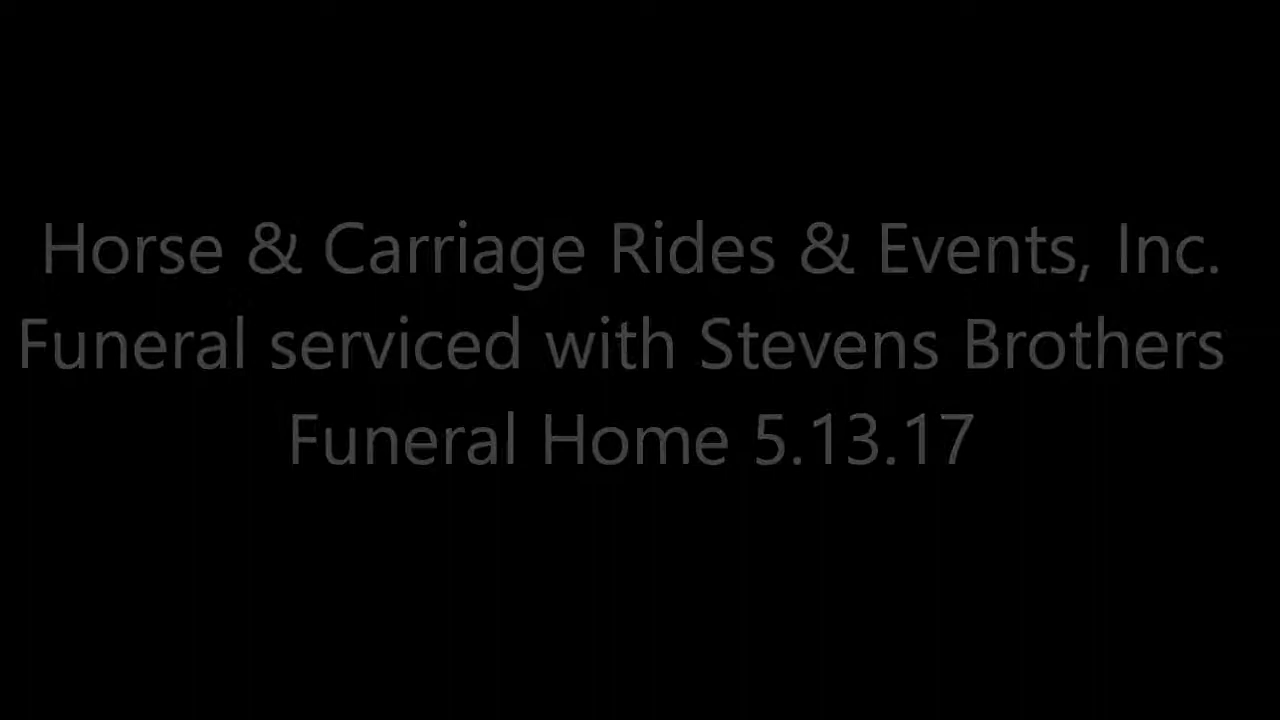 Horse & Carriage Rides & Events, Inc.
Funeral serviced with Stevens Brothers
Funeral Home 5.13.17